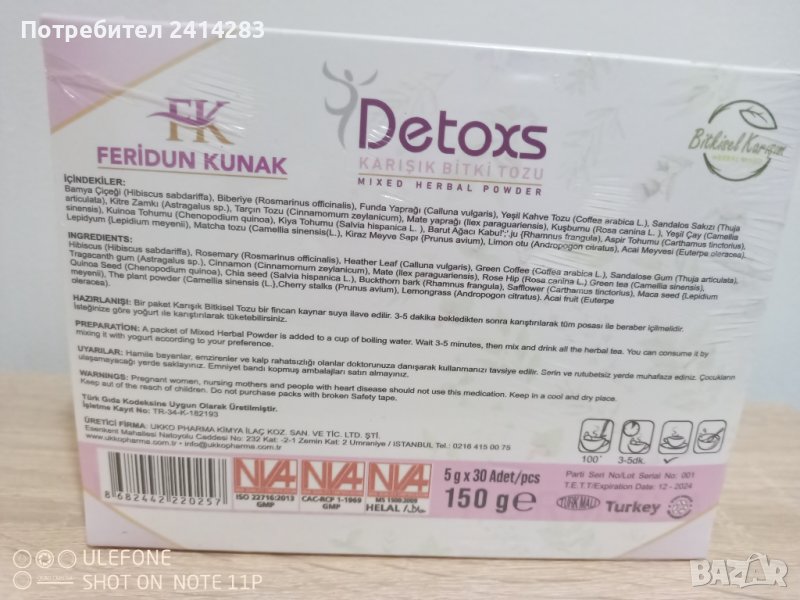 Потребител 2414283
FK
FERIDUN KUNAK
Detoxs
KARIŞIK BİTKİ TOZU
MIXED HERBAL POWDER
Bitkisel Karışım
İÇİNDEKİLER:
Bamya Çiçeği (Hibiscus sabdariffa), Biberiye (Rosmarinus officinalis), Funda Yaprağı (Calluna vulgaris), Yeşil Kahve Tozu (Coffea arabica L.), Sandalos Sakızı (Thuja
articulata), Kitre Zamkı (Astragalus sp.), Tarçın Tozu (Cinnamomum zeylanicum), Mate yaprağı (Ilex paraguariensis), Kuşburnu (Rosa canina L.), Yeşil Çay (Camellia
sinensis), Kuinoa Tohumu (Chenopodium quinoa), Kiya Tohumu (Salvia hispanica L. ), Barut Ağacı (Rhamnus frangula), Aspir Tohumu (Carthamus tinctorius),
Lepidyum (Lepidium meyenii), Matcha tozu (Camellia sinensis(L.), Kiraz Meyve Sapı (Prunus avium), Limon otu (Andropogon citratus), Acai Meyvesi (Euterpe oleracea).
INGREDIENTS:
Hibiscus (Hibiscus sabdariffa), Rosemary (Rosmarinus officinalis), Heather Leaf (Calluna vulgaris), Green Coffee (Coffea arabica L.), Sandalose Gum (Thuja articulata),
Tragacanth gum (Astragalus sp.), Cinnamon (Cinnamomum zeylanicum), Mate (Ilex paraguariensis), Rose Hip (Rosa canina L.) Green tea (Camellia sinensis),
Quinoa Seed (Chenopodium quinoa), Chia seed (Salvia hispanica L.), Buckthorn bark (Rhamnus frangula), Safflower (Carthamus tinctorius), Maca seed (Lepidium
meyenii), The plant powder (Camellia sinensis (L.),Cherry stalks (Prunus avium), Lemongrass (Andropogon citratus). Acai fruit (Euterpe
oleracea).
HAZIRLANIŞI: Bir paket Karışık Bitkisel Tozu bir fincan kaynar suya ilave edilir. 3-5 dakika bekledikten sonra karıştırılarak tüm posası ile beraber içilmelidir.
İsteğinize göre yoğurt ile karıştırılarak tüketebilirsiniz.
PREPARATION: A packet of Mixed Herbal Powder is added to a cup of boiling water. Wait 3-5 minutes, then mix and drink all the herbal tea. You can consume it by
mixing it with yogurt according to your preference.
UYARILAR: Hamile bayanlar, emzirenler ve kalp rahatsızlığı olanlar doktorunuza danışarak kullanmanızı tavsiye edilir. Serin ve rutubetsiz yerde muhafaza ediniz. Çocukların
ulaşamayacağı yerde saklayınız. Emniyet bandı kopmuş ambalajları satın almayınız.
WARNINGS: Pregnant women, nursing mothers and people with heart disease should not use this medication. Keep in a cool and dry place.
Keep out of the reach of children. Do not purchase packs with broken Safety tape.
Türk Gıda Kodeksine Uygun Olarak Üretilmiştir.
İşletme Kayıt No: TR-34-K-182193
ÜRETİCİ FİRMA: UKKO PHARMA KİMYA İLAÇ KOZ. SAN. VE TİC. LTD. ŞTİ.
Esenkent Mahallesi Natoyolu Caddesi No: 232 Kat: -2-1 Zemin Kat: 2 Umraniye / ISTANBUL Tel.: 0216 415 00 75
www.ukkopharma.com • info@ukkopharma.com
100° 3-5dk.
8 682442 220257
NVA NVA NVA
ISO 22716:2013 CAC-RCP 1-1969 MS 1500:2009
GMP GMP HELAL حلال
5 g x 30 Adet/pcs
150 g e
Parti Seri No/Lot Serial No: 001
T.E.T.T/Expiration Date: 12 - 2024
TÜRK MALI Turkey
ULEFONE
SHOT ON NOTE 11P
БАZАР